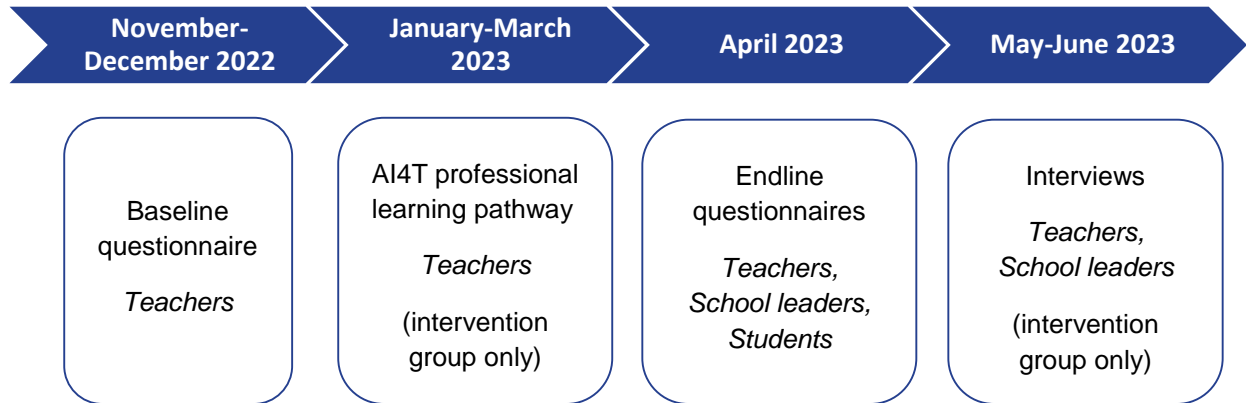 November-
December 2022
January-March
2023
April 2023
May-June 2023
Baseline
questionnaire
Teachers
AI4T professional
learning pathway
Teachers
(intervention
group only)
Endline
questionnaires
Teachers,
School leaders,
Students
Interviews
Teachers,
School leaders
(intervention
group only)